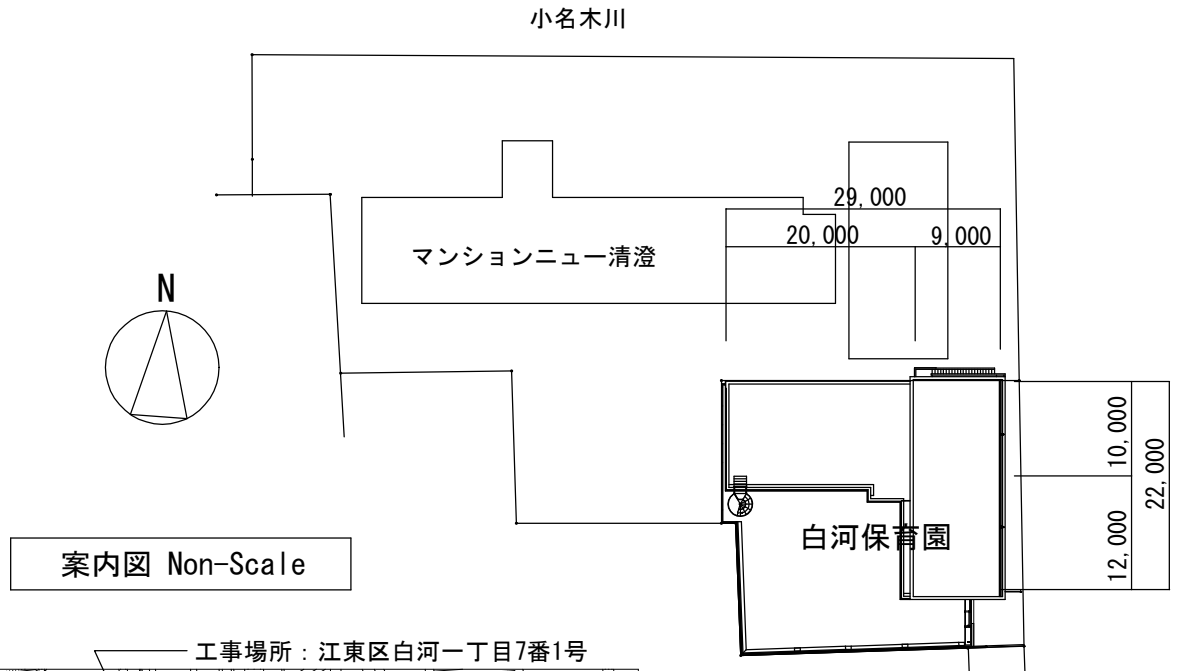 小名木川
29,000
20,000
9,000
マンションニュー清澄
N
10,000
22,000
12,000
白河保育園
案内図 Non-Scale
工事場所：江東区白河一丁目7番1号